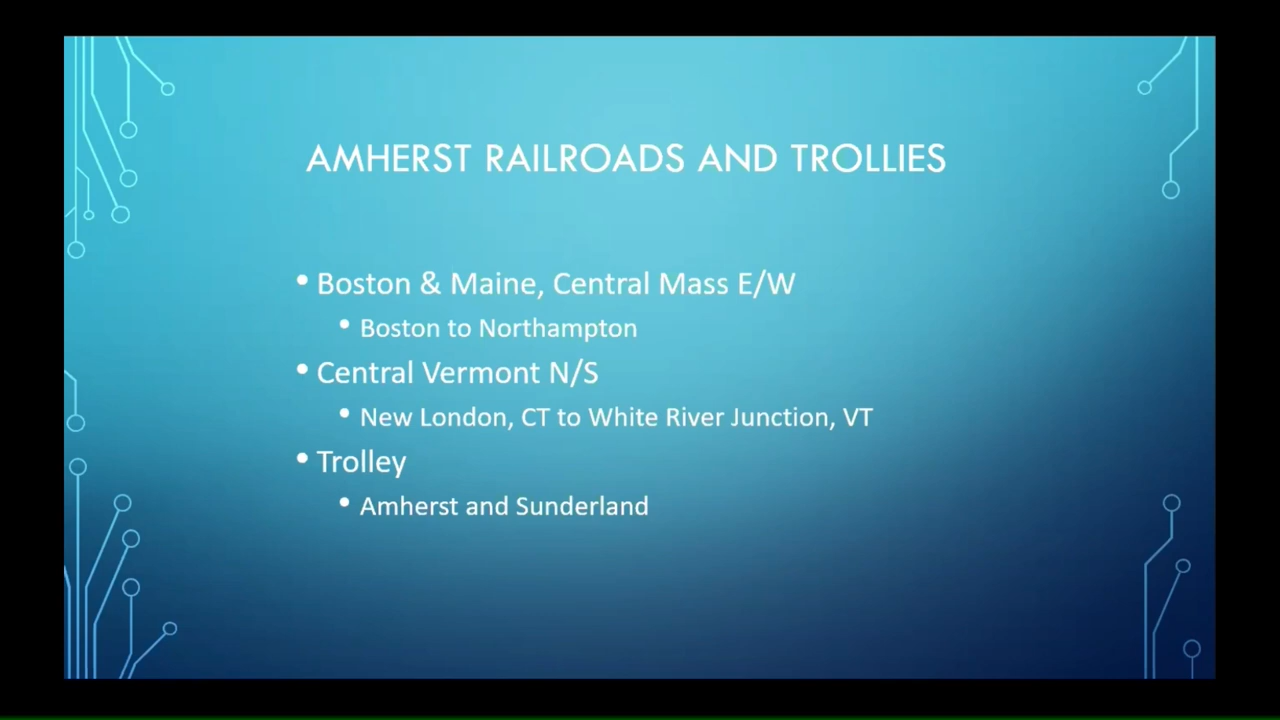 AMHERST RAILROADS AND TROLLIES
• Boston & Maine, Central Mass E/W
• Boston to Northampton
• Central Vermont N/S
• New London, CT to White River Junction, VT
• Trolley
• Amherst and Sunderland